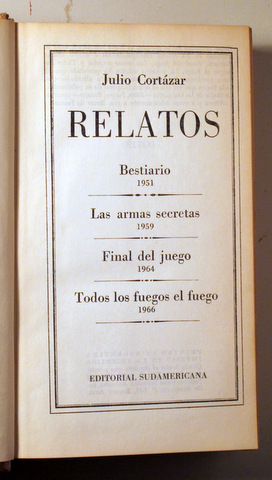 Julio Cortázar
RELATOS
Bestiario
1951
Las armas secretas
1959
Final del juego
1964
Todos los fuegos el fuego
1966
EDITORIAL SUDAMERICANA